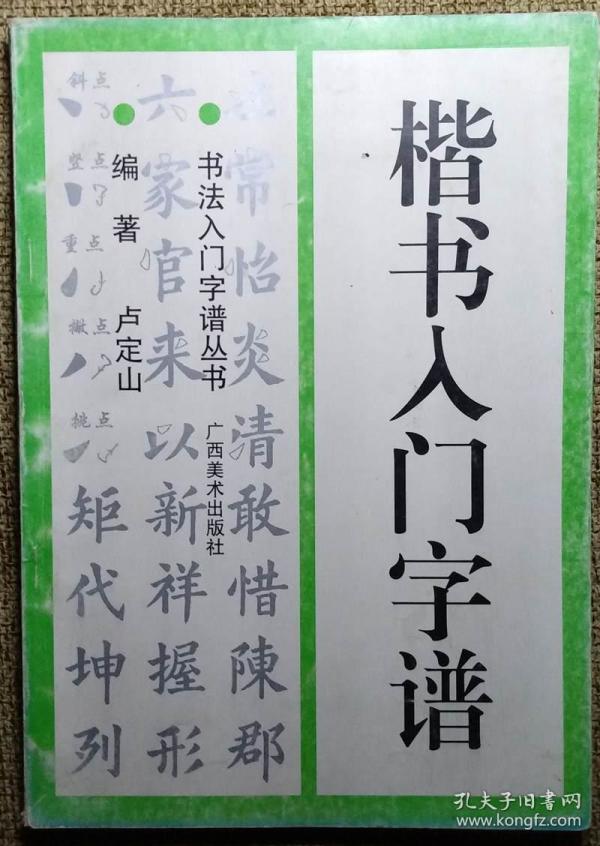 楷书入门字谱
书法入门字谱丛书
广西美术出版社
编著 卢定山
常怡炎清敢惜陳郡
六家官来以新祥握形
斜点
竖点
重点
撇点
挑点
矩代坤列
孔夫子旧书网
www.kongfz.com